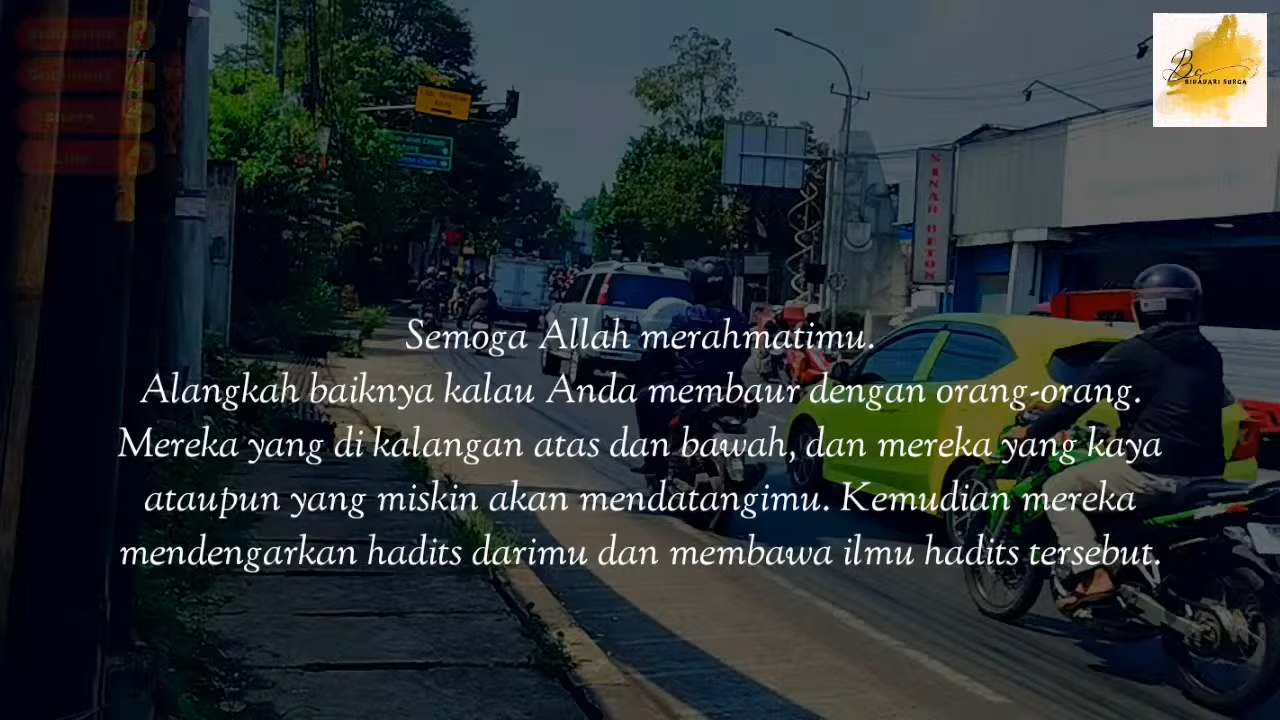 BIDADARI SURGA
SINAR BETON
Semoga Allah merahmatimu.
Alangkah baiknya kalau Anda membaur dengan orang-orang.
Mereka yang di kalangan atas dan bawah, dan mereka yang kaya
ataupun yang miskin akan mendatangimu. Kemudian mereka
mendengarkan hadits darimu dan membawa ilmu hadits tersebut.